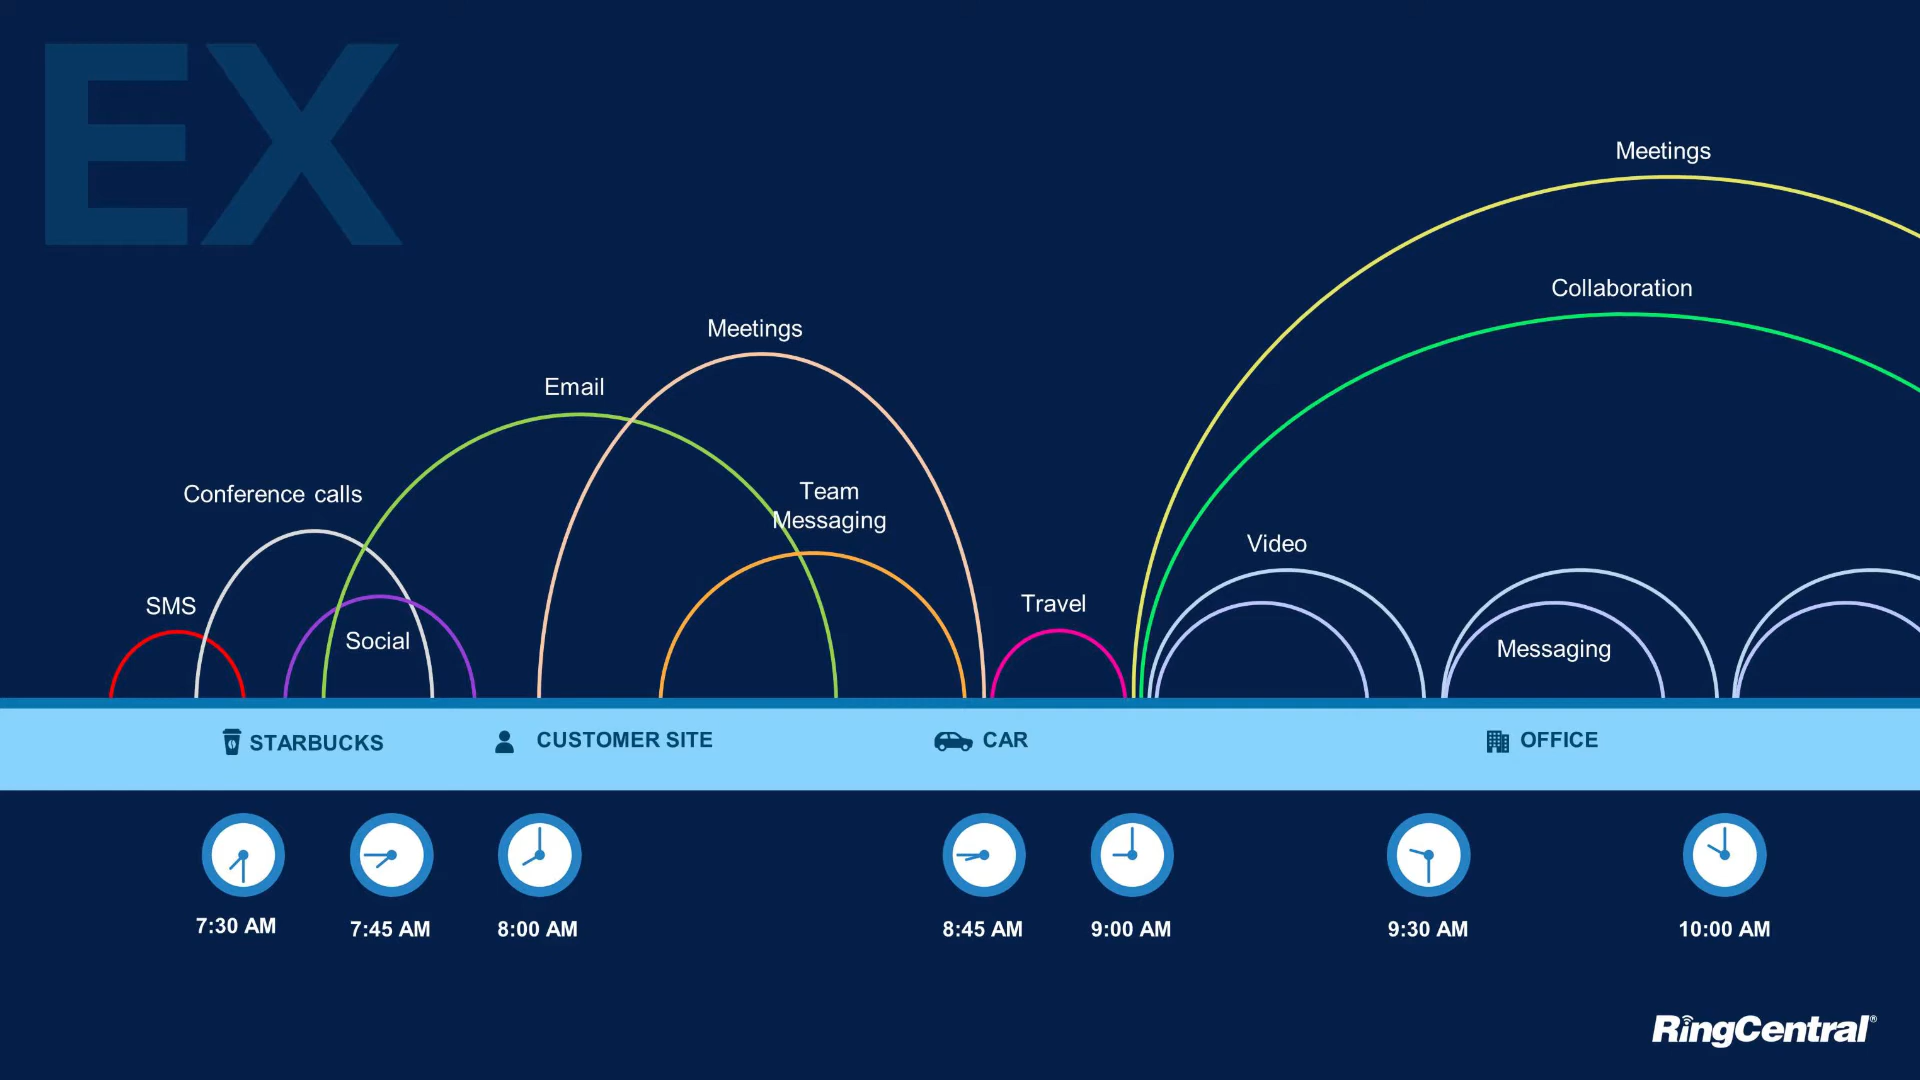 EX
Meetings
Collaboration
Meetings
Email
Team
Messaging
Conference calls
Video
SMS
Travel
Social
Messaging
STARBUCKS
CUSTOMER SITE
CAR
OFFICE
7:30 AM
7:45 AM
8:00 AM
8:45 AM
9:00 AM
9:30 AM
10:00 AM
RingCentral®